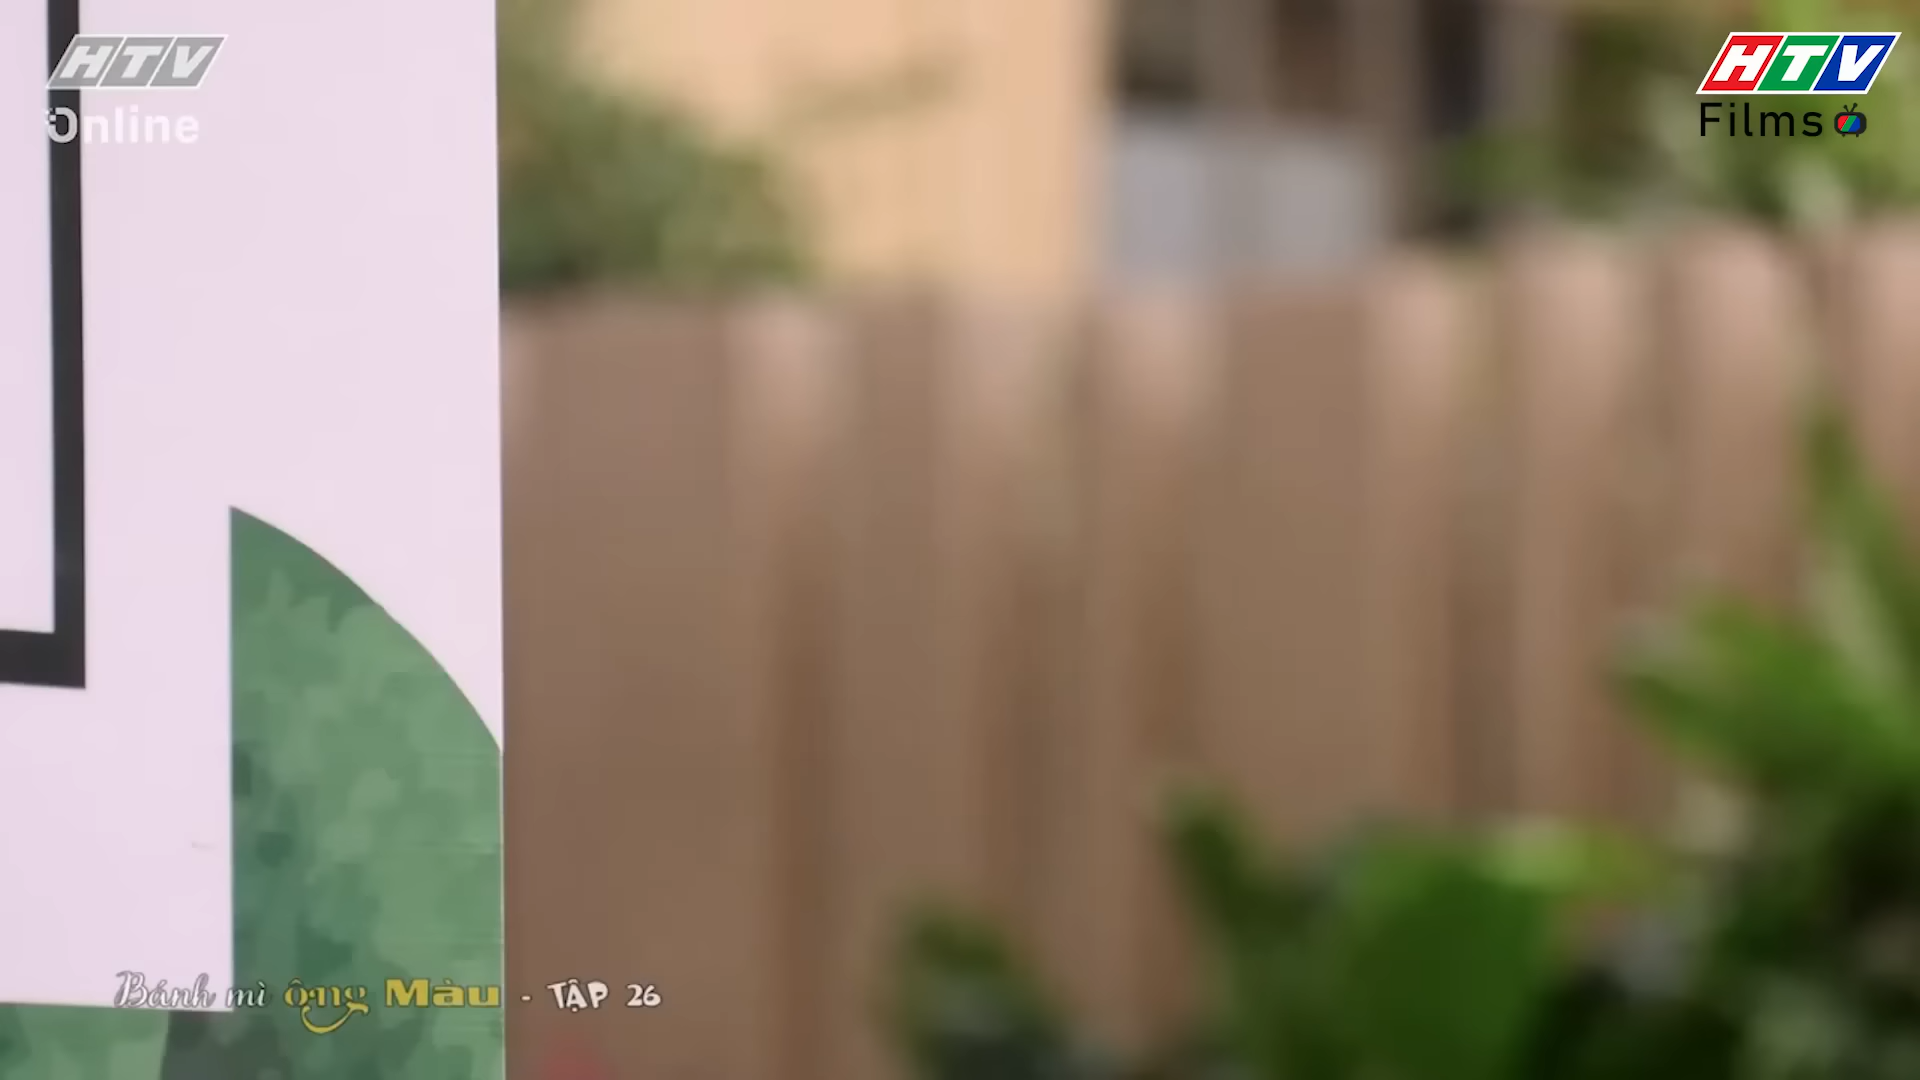 HTV
Online
HTV
Films
Bánh mì ông Màu - TẬP 26